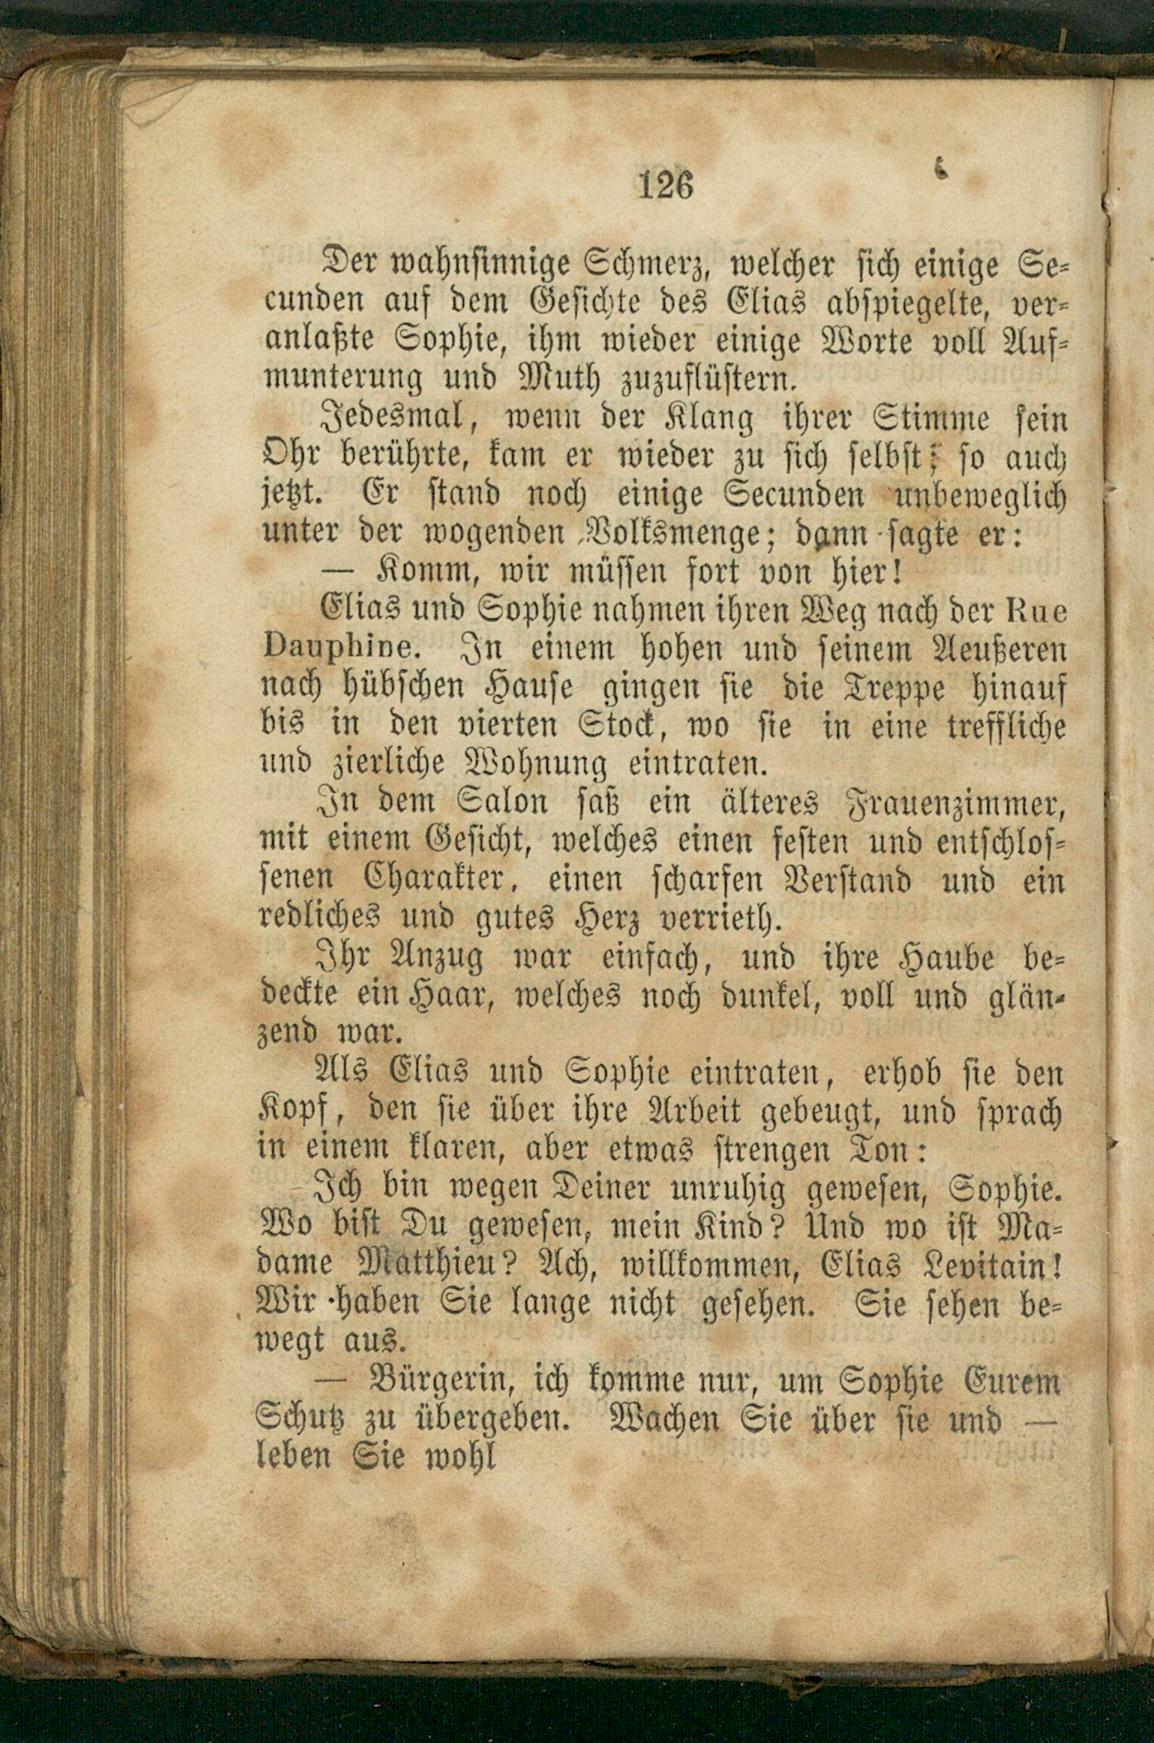 126
Der wahnsinnige Schmerz, welcher sich einige Se-
cunden auf dem Gesichte des Elias abspiegelte, ver-
anlaßte Sophie, ihm wieder einige Worte voll Auf-
munterung und Muth zuzuflüstern.
Jedesmal, wenn der Klang ihrer Stimme sein
Ohr berührte, kam er wieder zu sich selbst; so auch
jetzt. Er stand noch einige Secunden unbeweglich
unter der wogenden Volksmenge; dann sagte er:
— Komm, wir müssen fort von hier!
Elias und Sophie nahmen ihren Weg nach der Rue
Dauphine. In einem hohen und seinem Aeußeren
nach hübschen Hause gingen sie die Treppe hinauf
bis in den vierten Stock, wo sie in eine treffliche
und zierliche Wohnung eintraten.
In dem Salon saß ein älteres Frauenzimmer,
mit einem Gesicht, welches einen festen und entschlos-
senen Charakter, einen scharfen Verstand und ein
redliches und gutes Herz verrieth.
Ihr Anzug war einfach, und ihre Haube be-
deckte ein Haar, welches noch dunkel, voll und glän-
zend war.
Als Elias und Sophie eintraten, erhob sie den
Kopf, den sie über ihre Arbeit gebeugt, und sprach
in einem klaren, aber etwas strengen Ton:
- Ich bin wegen Deiner unruhig gewesen, Sophie.
Wo bist Du gewesen, mein Kind? Und wo ist Ma-
dame Matthieu? Ach, willkommen, Elias Levitain!
Wir haben Sie lange nicht gesehen. Sie sehen be-
wegt aus.
— Bürgerin, ich komme nur, um Sophie Eurem
Schutz zu übergeben. Wachen Sie über sie und —
leben Sie wohl